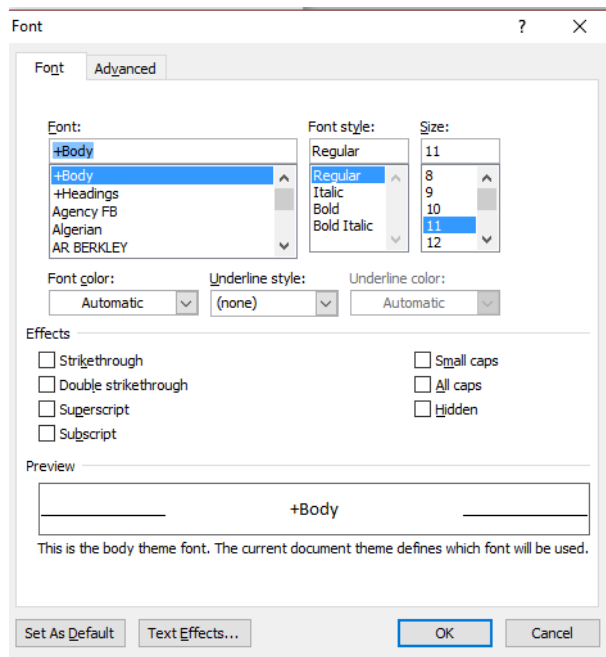 Font ?
Font Advanced
Font: Font style: Size:
+Body Regular 11
+Body Regular 8
+Headings Italic 9
Agency FB Bold 10
Algerian Bold Italic 11
AR BERKLEY 12
Font color: Underline style: Underline color:
Automatic (none) Automatic
Effects
Strikethrough Small caps
Double strikethrough All caps
Superscript Hidden
Subscript
Preview
+Body
This is the body theme font. The current document theme defines which font will be used.
Set As Default Text Effects... OK Cancel